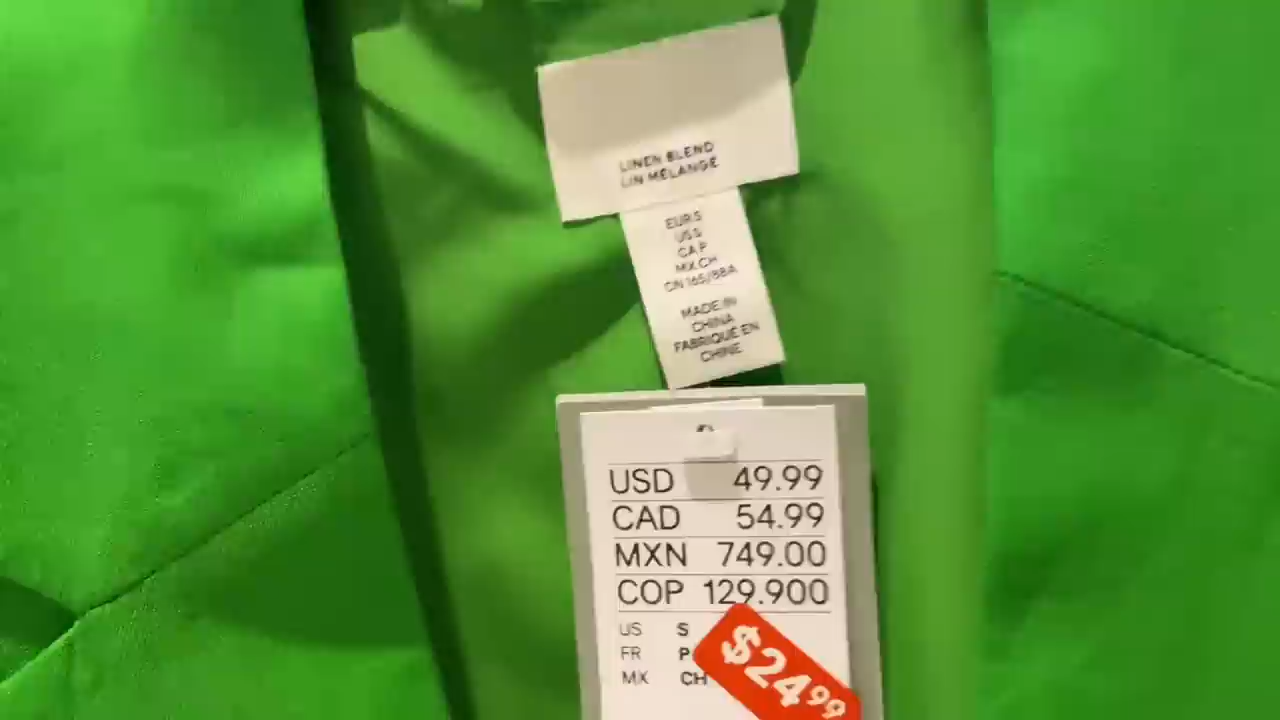 LINEN BLEND
LIN MÉLANGE
EUR S
US S
CA P
MX CH
CN 165/88A
MADE IN
CHINA
FABRIQUÉ EN
CHINE
USD 49.99
CAD 54.99
MXN 749.00
COP 129.900
US S
FR P
MX CH
$24.99